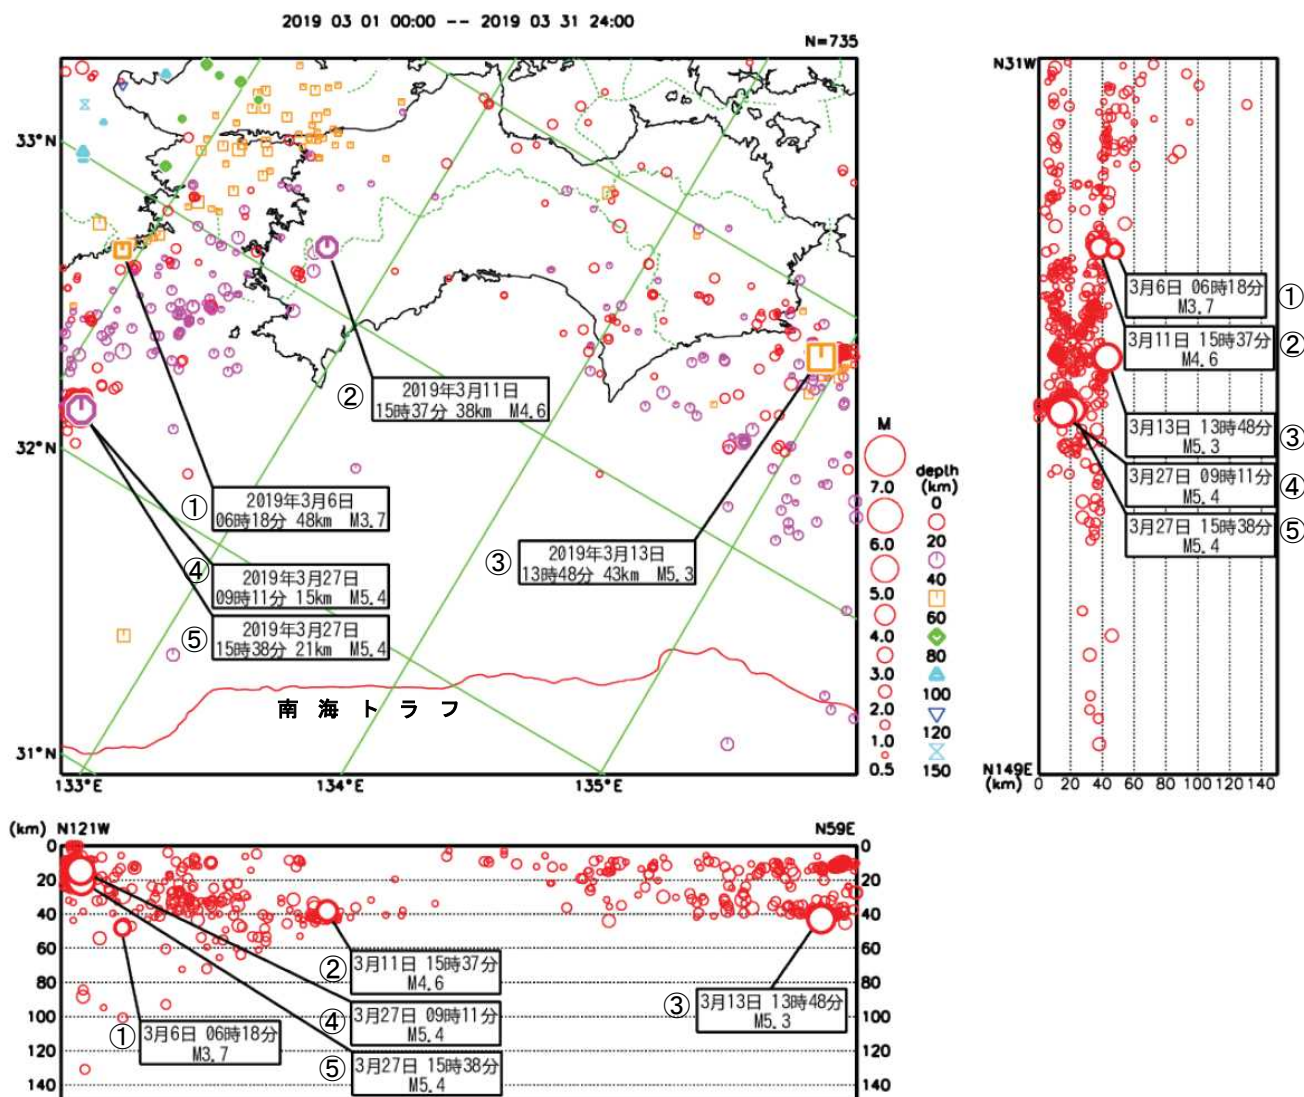 2019 03 01 00:00 -- 2019 03 31 24:00
N=735
33°N
32°N
31°N
133°E
134°E
135°E
②
2019年3月11日
15時37分 38km M4.6
①
2019年3月6日
06時18分 48km M3.7
④
2019年3月27日
09時11分 15km M5.4
⑤
2019年3月27日
15時38分 21km M5.4
③
2019年3月13日
13時48分 43km M5.3
南海トラフ
M
7.0
6.0
5.0
4.0
3.0
2.0
1.0
0.5
depth
(km)
0
20
40
60
80
100
120
150
N31W
3月6日 06時18分
M3.7
①
3月11日 15時37分
M4.6
②
3月13日 13時48分
M5.3
③
3月27日 09時11分
M5.4
④
3月27日 15時38分
M5.4
⑤
N149E
(km)
0 20 40 60 80 100 120 140
(km) N121W
N59E
0
20
40
60
80
100
120
140
②
3月11日 15時37分
M4.6
④
3月27日 09時11分
M5.4
①
3月6日 06時18分
M3.7
⑤
3月27日 15時38分
M5.4
③
3月13日 13時48分
M5.3
0
20
40
60
80
100
120
140